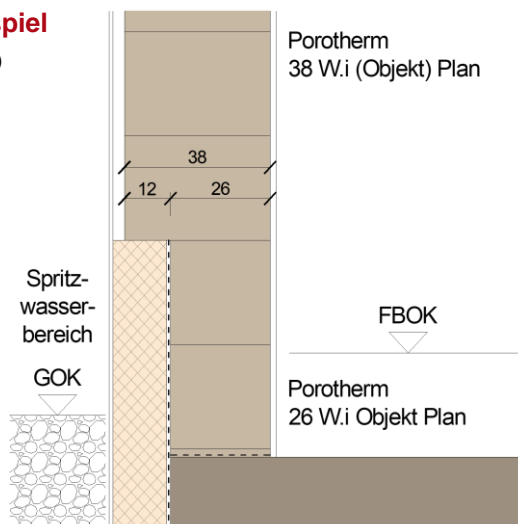 spiel
)
Porotherm
38 W.i (Objekt) Plan
38
12 26
Spritz-
wasser-
bereich
GOK
FBOK
Porotherm
26 W.i Objekt Plan